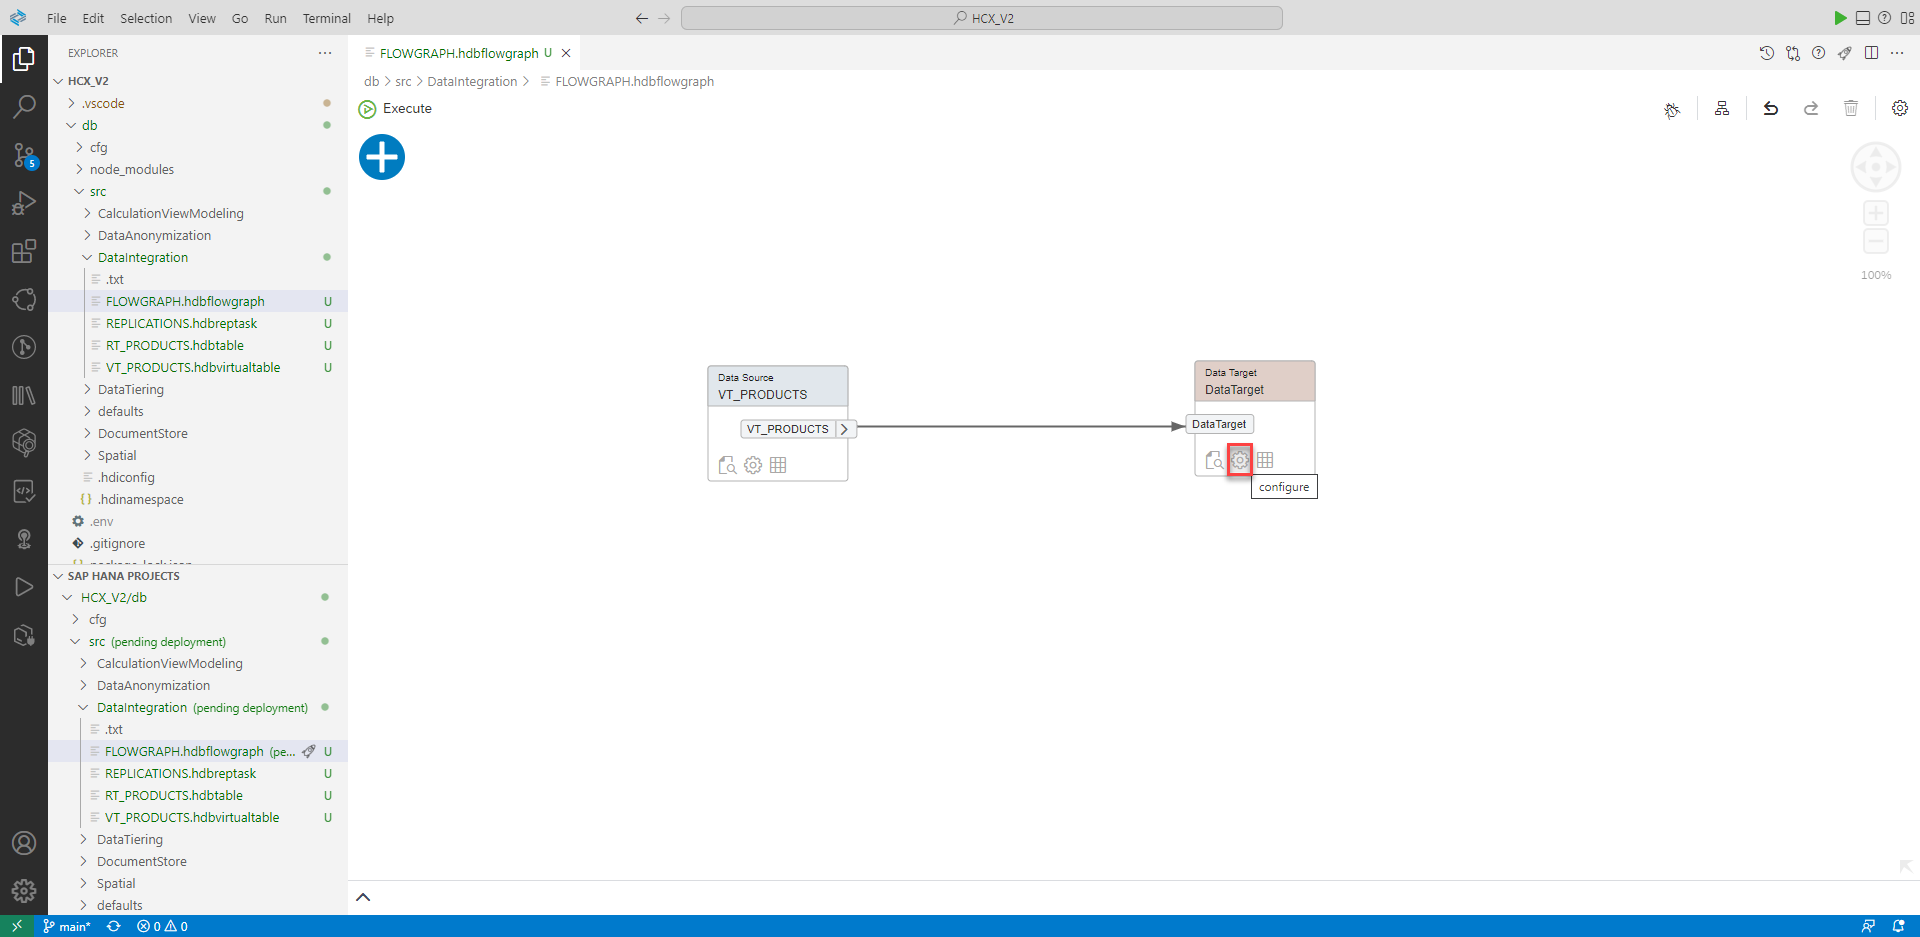 File Edit Selection View Go Run Terminal Help
HCX_V2
EXPLORER
HCX_V2
.vscode
db
cfg
node_modules
src
CalculationViewModeling
DataAnonymization
DataIntegration
.txt
FLOWGRAPH.hdbflowgraph U
REPLICATIONS.hdbreptask U
RT_PRODUCTS.hdbtable U
VT_PRODUCTS.hdbvirtualtable U
DataTiering
defaults
DocumentStore
Spatial
.hdiconfig
{ } .hdinamespace
.env
.gitignore
SAP HANA PROJECTS
HCX_V2/db
cfg
src (pending deployment)
CalculationViewModeling
DataAnonymization
DataIntegration (pending deployment)
.txt
FLOWGRAPH.hdbflowgraph (pe... U
REPLICATIONS.hdbreptask U
RT_PRODUCTS.hdbtable U
VT_PRODUCTS.hdbvirtualtable U
DataTiering
DocumentStore
Spatial
defaults
5
FLOWGRAPH.hdbflowgraph U
db > src > DataIntegration > FLOWGRAPH.hdbflowgraph
Execute
100%
Data Source
VT_PRODUCTS
VT_PRODUCTS
Data Target
DataTarget
DataTarget
configure
main* 0 0